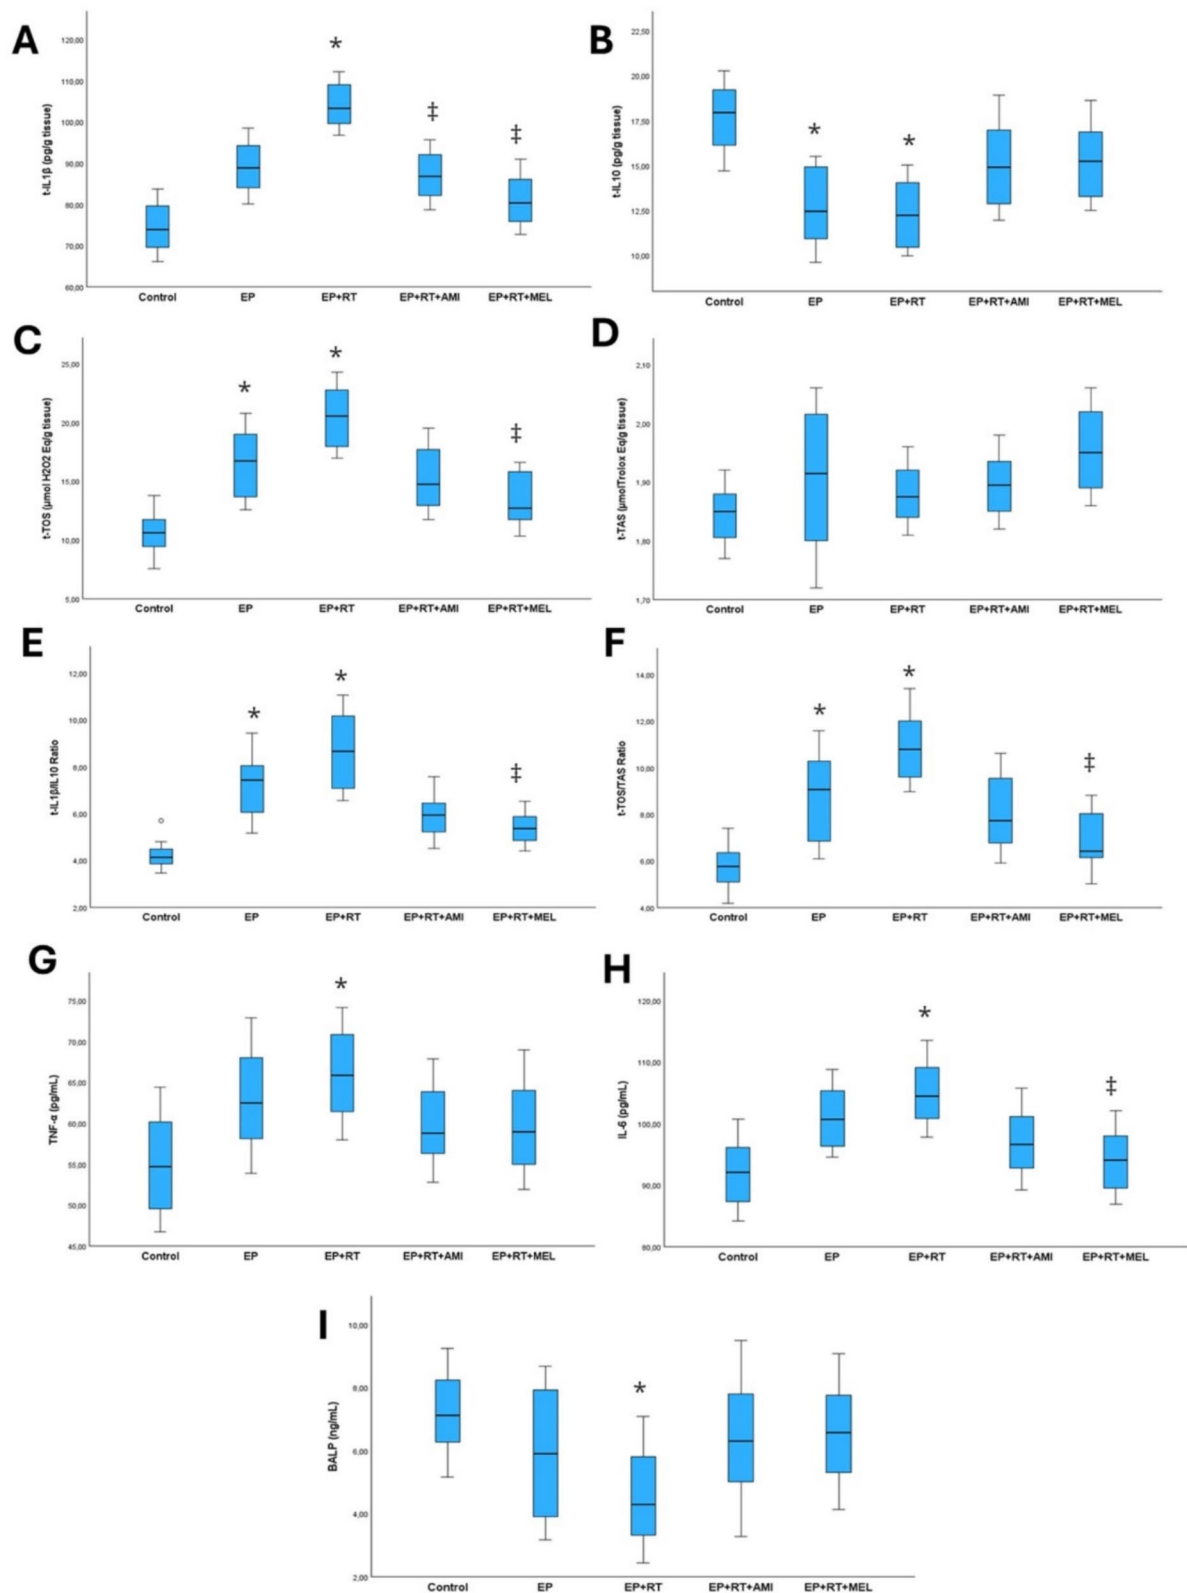 A
t-IL1β (pg/g tissue)
120,00
110,00
100,00
90,00
80,00
70,00
60,00
*
‡
‡
Control EP EP+RT EP+RT+AMI EP+RT+MEL
B
t-IL10 (pg/g tissue)
22,50
20,00
17,50
15,00
12,50
10,00
*
*
Control EP EP+RT EP+RT+AMI EP+RT+MEL
C
t-TOS (µmol H2O2 Eq/g tissue)
25,00
20,00
15,00
10,00
5,00
*
*
‡
Control EP EP+RT EP+RT+AMI EP+RT+MEL
D
t-TAS (µmol/Trolox Eq/g tissue)
2,10
2,00
1,90
1,80
1,70
Control EP EP+RT EP+RT+AMI EP+RT+MEL
E
t-IL1β/IL10 Ratio
12,00
10,00
8,00
6,00
4,00
2,00
*
*
‡
Control EP EP+RT EP+RT+AMI EP+RT+MEL
F
t-TOS/TAS Ratio
14,00
12,00
10,00
8,00
6,00
4,00
*
*
‡
Control EP EP+RT EP+RT+AMI EP+RT+MEL
G
TNF-α (pg/mL)
75,00
70,00
65,00
60,00
55,00
50,00
45,00
*
Control EP EP+RT EP+RT+AMI EP+RT+MEL
H
IL-6 (pg/mL)
120,00
110,00
100,00
90,00
80,00
*
‡
Control EP EP+RT EP+RT+AMI EP+RT+MEL
I
BALP (ng/mL)
10,00
8,00
6,00
4,00
2,00
*
Control EP EP+RT EP+RT+AMI EP+RT+MEL